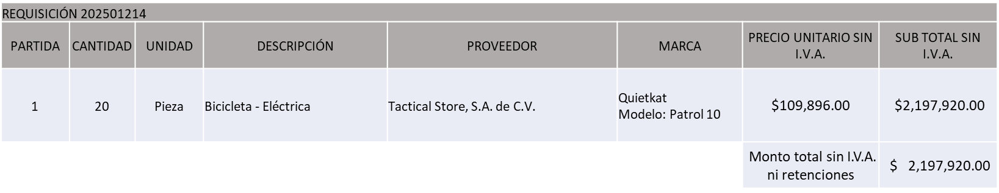 REQUISICIÓN 202501214
PARTIDA CANTIDAD UNIDAD DESCRIPCIÓN PROVEEDOR MARCA PRECIO UNITARIO SIN I.V.A. SUB TOTAL SIN I.V.A.
1 20 Pieza Bicicleta - Eléctrica Tactical Store, S.A. de C.V. Quietkat Modelo: Patrol 10 $109,896.00 $2,197,920.00
Monto total sin I.V.A. ni retenciones $ 2,197,920.00